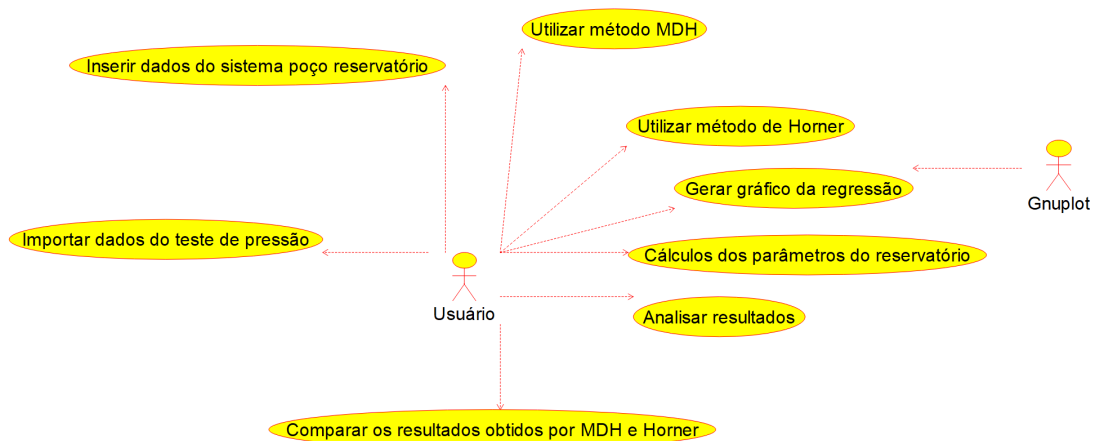 Utilizar método MDH
Inserir dados do sistema poço reservatório
Utilizar método de Horner
Gerar gráfico da regressão
Gnuplot
Importar dados do teste de pressão
Cálculos dos parâmetros do reservatório
Usuário
Analisar resultados
Comparar os resultados obtidos por MDH e Horner